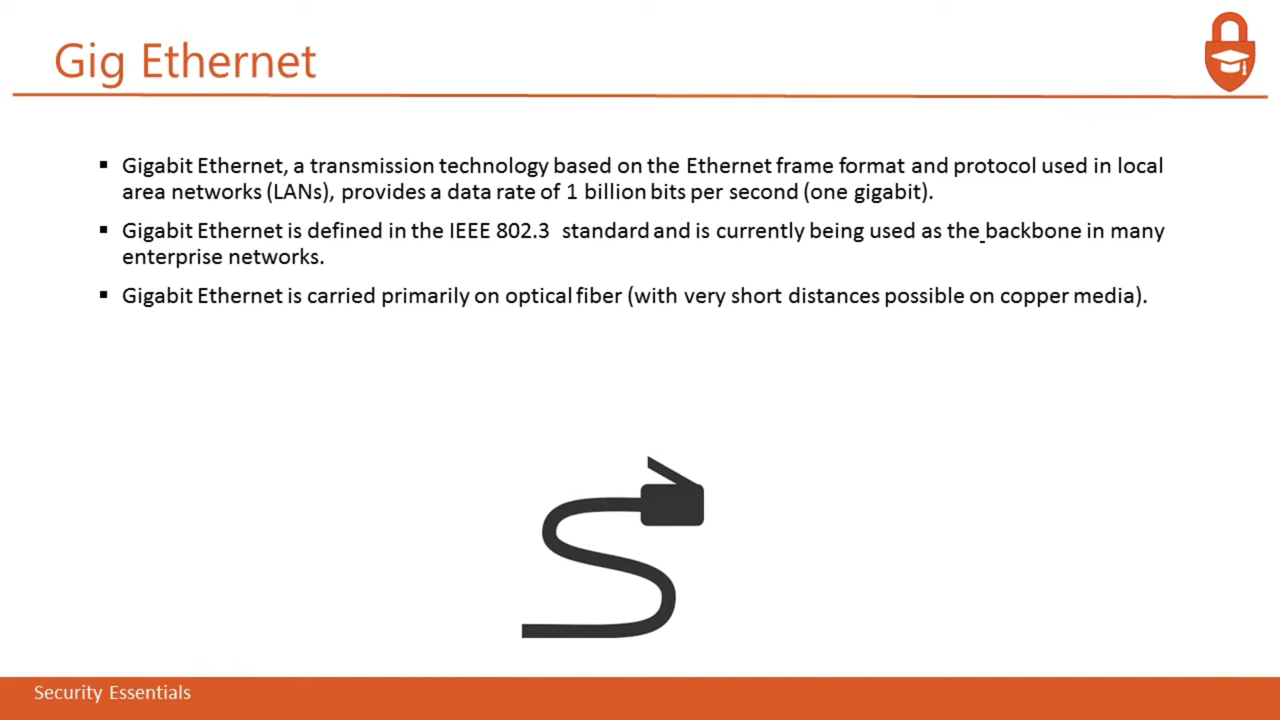 Gig Ethernet
▪ Gigabit Ethernet, a transmission technology based on the Ethernet frame format and protocol used in local
area networks (LANs), provides a data rate of 1 billion bits per second (one gigabit).
▪ Gigabit Ethernet is defined in the IEEE 802.3  standard and is currently being used as the backbone in many
enterprise networks.
▪ Gigabit Ethernet is carried primarily on optical fiber (with very short distances possible on copper media).
Security Essentials